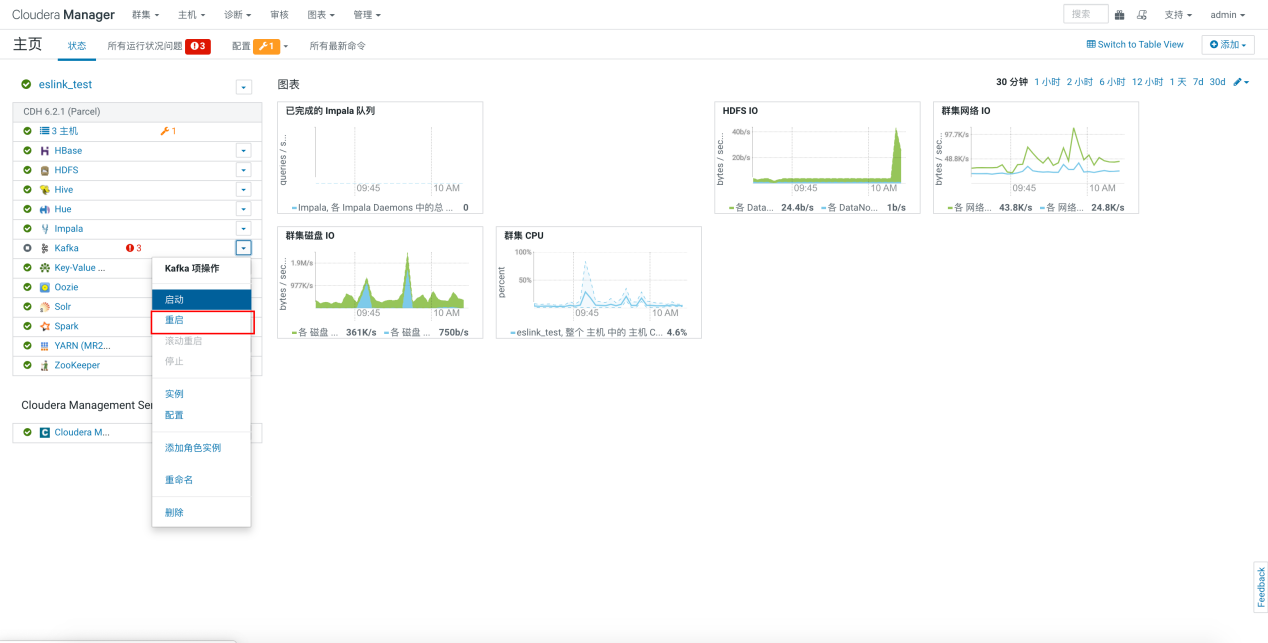 Cloudera Manager 群集 主机 诊断 审核 图表 管理 搜索 支持 admin
主页 状态 所有运行状况问题 3 配置 1 所有最新命令 Switch to Table View 添加
eslink_test
CDH 6.2.1 (Parcel)
3 主机 1
HBase
HDFS
Hive
Hue
Impala
Kafka 3
Key-Value ...
Oozie
Solr
Spark
YARN (MR2...
ZooKeeper
Cloudera Management Ser
Cloudera M...
Kafka 项操作
启动
重启
滚动重启
停止
实例
配置
添加角色实例
重命名
删除
图表
30 分钟 1 小时 2 小时 6 小时 12 小时 1 天 7d 30d
已完成的 Impala 队列
queries / s...
09:45 10 AM
Impala, 各 Impala Daemons 中的总 ... 0
HDFS IO
bytes / sec...
40b/s
20b/s
09:45 10 AM
各 Data... 24.4b/s 各 DataNo... 1b/s
群集网络 IO
bytes / sec...
97.7K/s
48.8K/s
09:45 10 AM
各 网络... 43.8K/s 各 网络... 24.8K/s
群集磁盘 IO
bytes / sec...
1.9M/s
977K/s
09:45 10 AM
各 磁盘 ... 361K/s 各 磁盘 ... 750b/s
群集 CPU
percent
100%
50%
09:45 10 AM
eslink_test, 整个 主机 中的 主机 C... 4.6%
Feedback